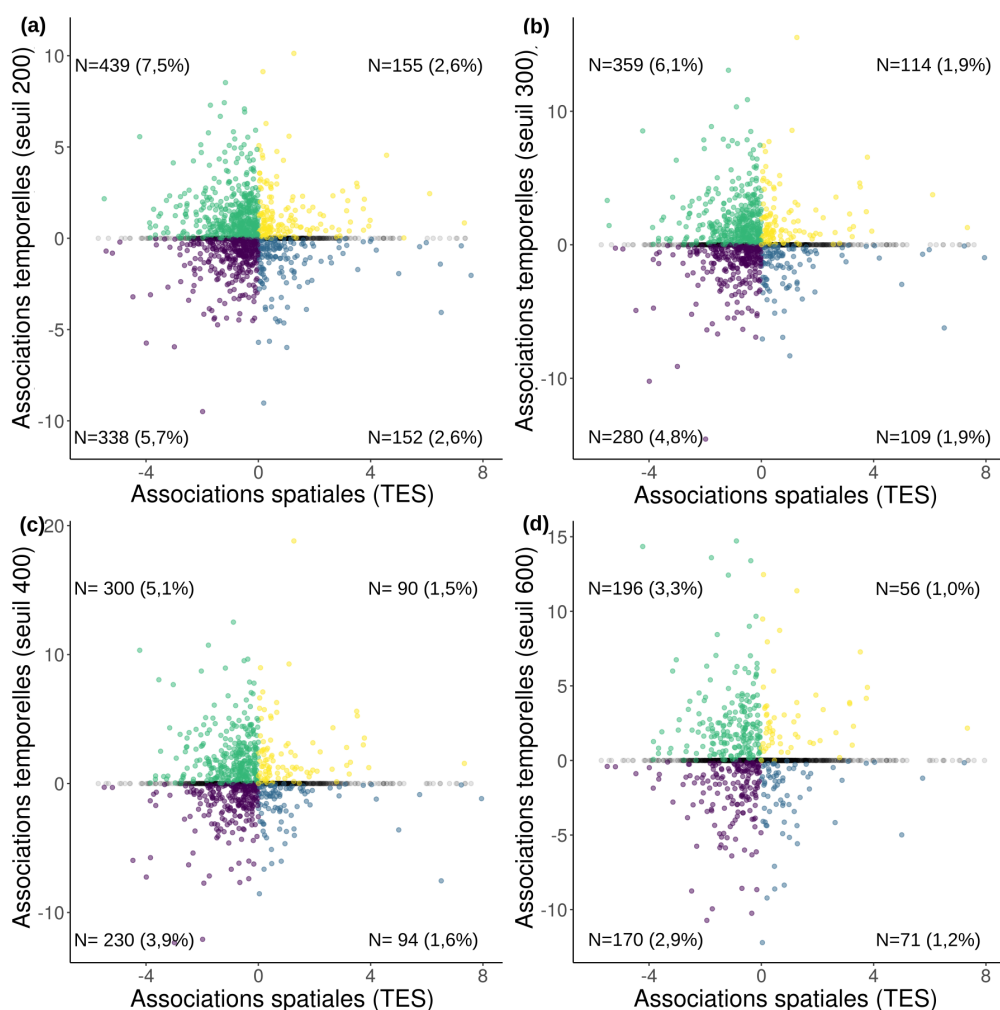 (a)
Associations temporelles (seuil 200)
10
5
0
-5
-10
N=439 (7,5%)
N=155 (2,6%)
N=338 (5,7%)
N=152 (2,6%)
-4
0
4
8
Associations spatiales (TES)
(b)
Associations temporelles (seuil 300)
10
0
-10
N=359 (6,1%)
N=114 (1,9%)
N=280 (4,8%)
N=109 (1,9%)
-4
0
4
8
Associations spatiales (TES)
(c)
Associations temporelles (seuil 400)
20
10
0
-10
N= 300 (5,1%)
N= 90 (1,5%)
N= 230 (3,9%)
N= 94 (1,6%)
-4
0
4
8
Associations spatiales (TES)
(d)
Associations temporelles (seuil 600)
15
10
5
0
-5
-10
N=196 (3,3%)
N=56 (1,0%)
N=170 (2,9%)
N=71 (1,2%)
-4
0
4
8
Associations spatiales (TES)